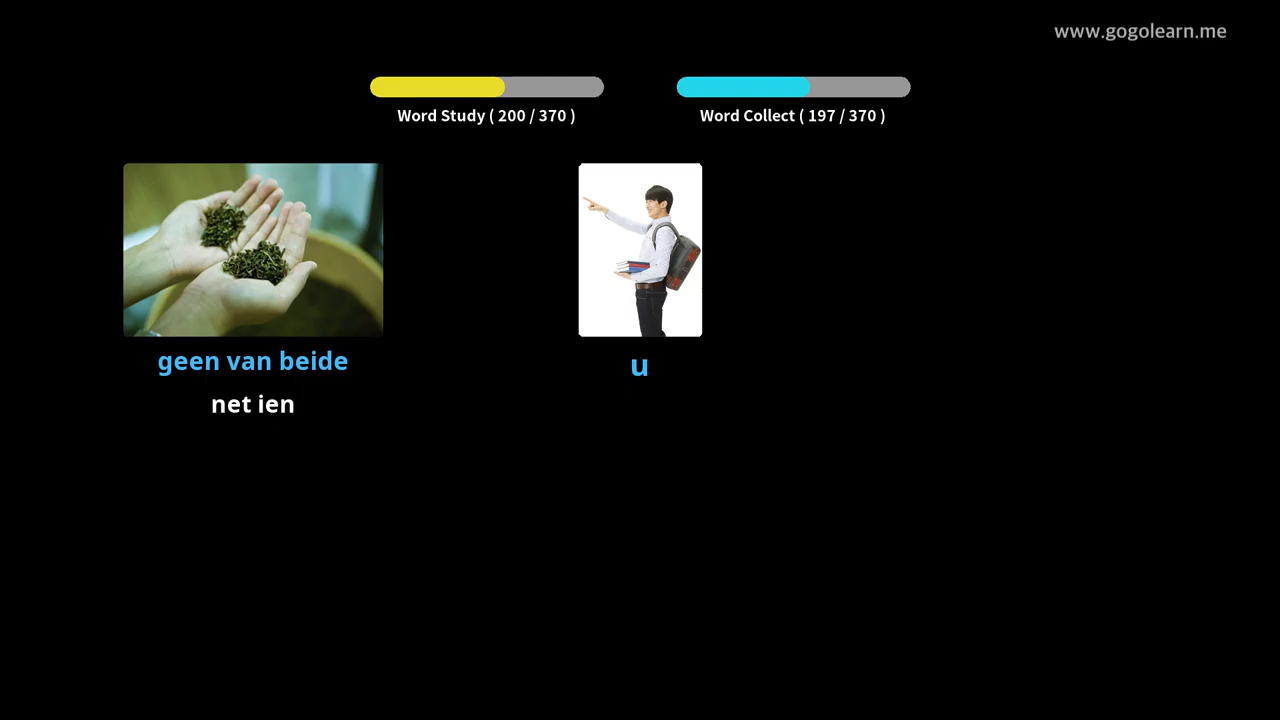 www.gogolearn.me
Word Study ( 200 / 370 )
Word Collect ( 197 / 370 )
geen van beide
net ien
u